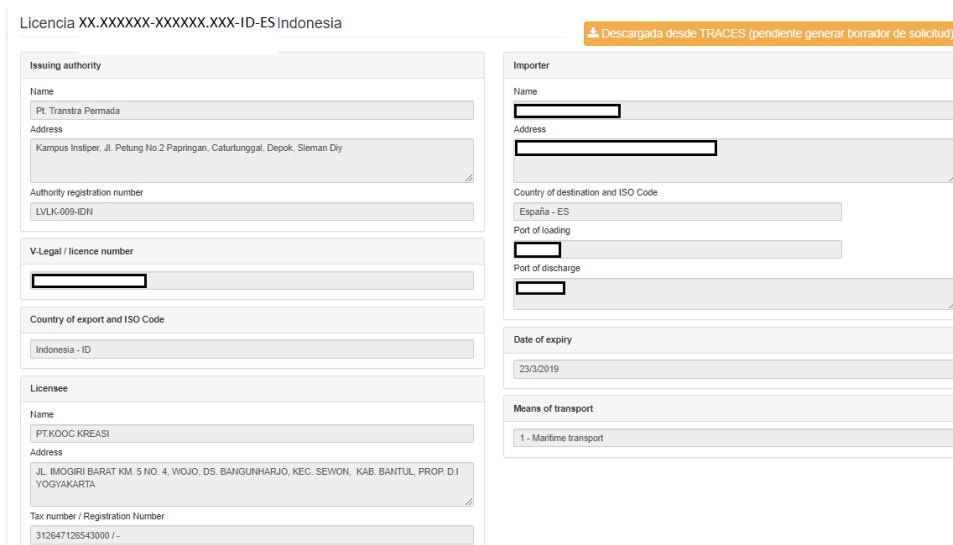 Licencia XX.XXXXXX-XXXXXX.XXX-ID-ES Indonesia
Descargada desde TRACES (pendiente generar borrador de solicitud)
Issuing authority
Name
Pt. Transtra Permada
Address
Kampus Instiper, Jl. Petung No.2 Papringan, Caturtunggal, Depok, Sleman Diy
Authority registration number
LVLK-009-IDN
V-Legal / licence number
Country of export and ISO Code
Indonesia - ID
Licensee
Name
PT.KOOC KREASI
Address
JL. IMOGIRI BARAT KM. 5 NO. 4, WOJO, DS. BANGUNHARJO, KEC. SEWON, KAB. BANTUL, PROP. D.I
YOGYAKARTA
Tax number / Registration Number
312647126543000 / -
Importer
Name
Address
Country of destination and ISO Code
España - ES
Port of loading
Port of discharge
Date of expiry
23/3/2019
Means of transport
1 - Maritime transport